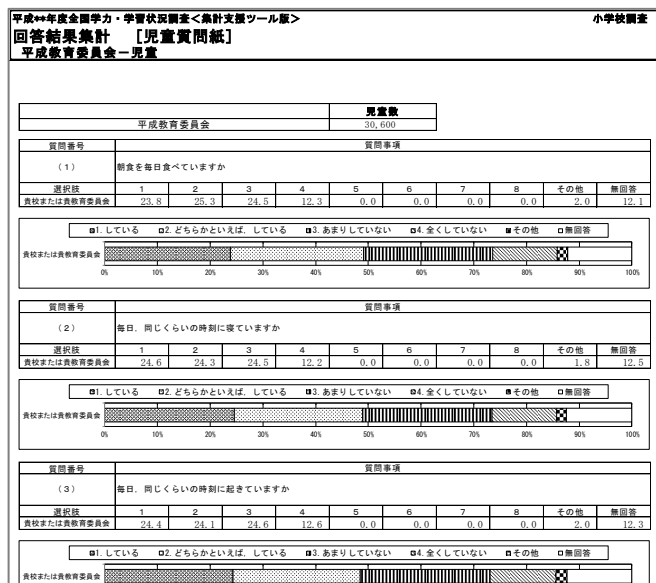 平成**年度全国学力・学習状況調査<集計支援ツール版> 小学校調査
回答結果集計 [児童質問紙]
平成教育委員会-児童
児童数
平成教育委員会 30,600
質問番号 質問事項
(1) 朝食を毎日食べていますか
選択肢 1 2 3 4 5 6 7 8 その他 無回答
貴校または貴教育委員会 23.8 25.3 24.5 12.3 0.0 0.0 0.0 0.0 2.0 12.1
1.している 2.どちらかといえば,している 3.あまりしていない 4.全くしていない その他 無回答
貴校または貴教育委員会
0% 10% 20% 30% 40% 50% 60% 70% 80% 90% 100%
質問番号 質問事項
(2) 毎日,同じくらいの時刻に寝ていますか
選択肢 1 2 3 4 5 6 7 8 その他 無回答
貴校または貴教育委員会 24.6 24.3 24.5 12.2 0.0 0.0 0.0 0.0 1.8 12.5
1.している 2.どちらかといえば,している 3.あまりしていない 4.全くしていない その他 無回答
貴校または貴教育委員会
0% 10% 20% 30% 40% 50% 60% 70% 80% 90% 100%
質問番号 質問事項
(3) 毎日,同じくらいの時刻に起きていますか
選択肢 1 2 3 4 5 6 7 8 その他 無回答
貴校または貴教育委員会 24.4 24.1 24.6 12.6 0.0 0.0 0.0 0.0 2.0 12.3
1.している 2.どちらかといえば,している 3.あまりしていない 4.全くしていない その他 無回答
貴校または貴教育委員会